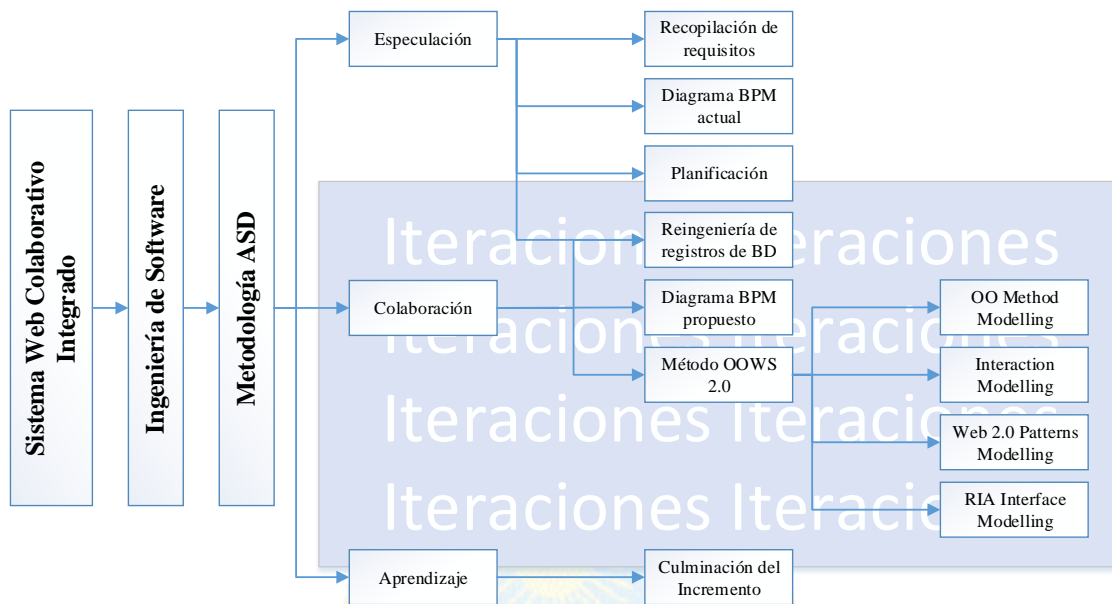 Sistema Web Colaborativo
Integrado
Ingeniería de Software
Metodología ASD
Especulación
Recopilación de
requisitos
Diagrama BPM
actual
Planificación
Iteraciones Iteraciones
Iteraciones Iteraciones
Iteraciones Iteraciones
Iteraciones Iteraciones
Reingeniería de
registros de BD
Colaboración
Diagrama BPM
propuesto
Método OOWS
2.0
OO Method
Modelling
Interaction
Modelling
Web 2.0 Patterns
Modelling
RIA Interface
Modelling
Aprendizaje
Culminación del
Incremento